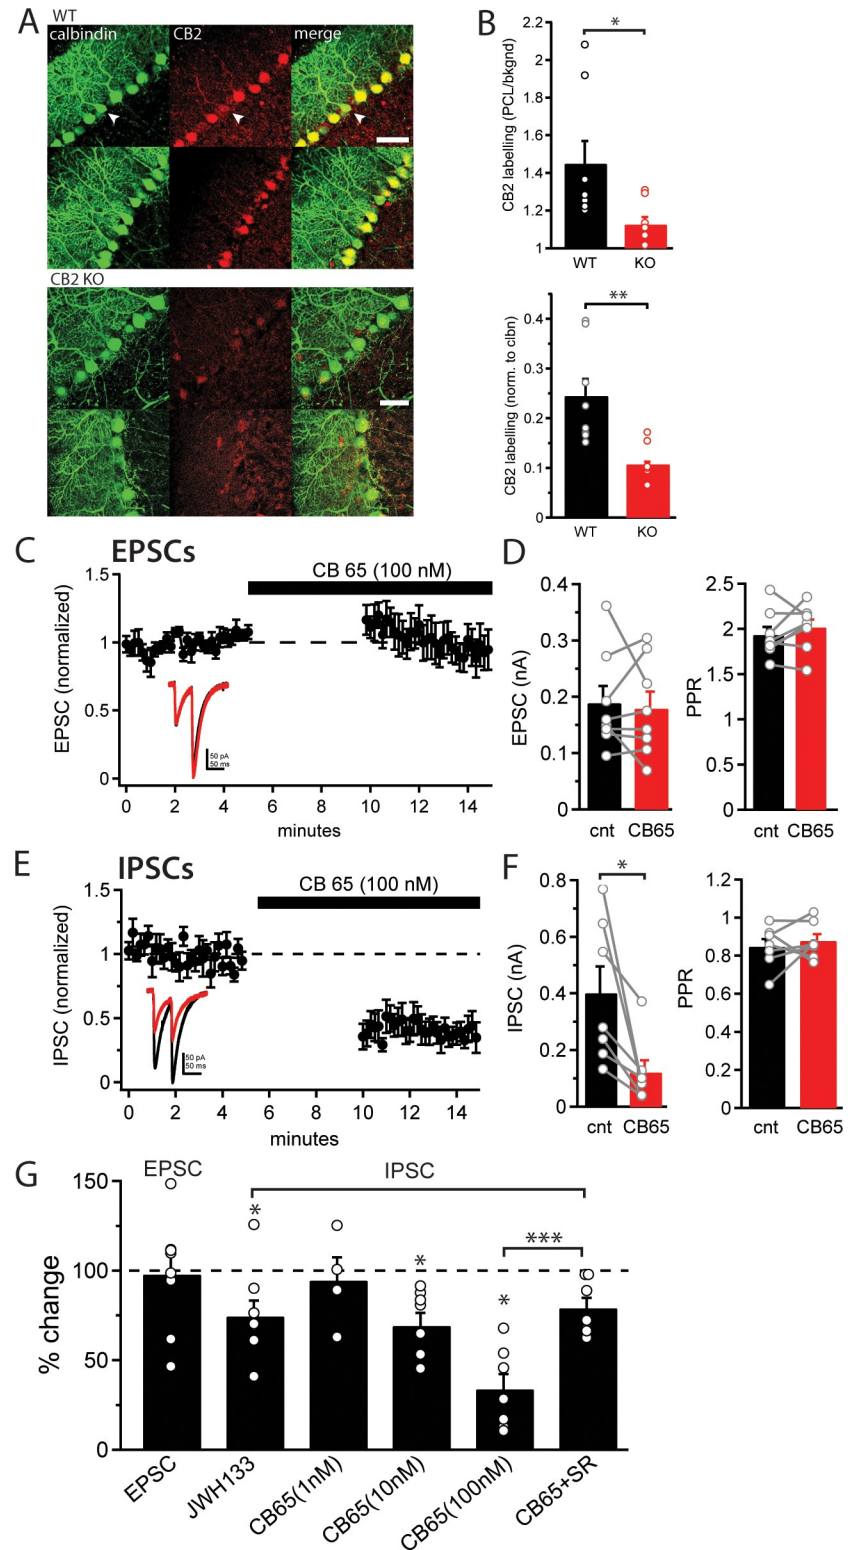 A
WT
calbindin
CB2
merge
CB2 KO
B
CB2 labelling (PCL/bkgnd)
2.2
2
1.8
1.6
1.4
1.2
1
*
WT
KO
CB2 labelling (norm. to clbn)
0.4
0.3
0.2
0.1
0
**
WT
KO
C
EPSCs
CB 65 (100 nM)
EPSC (normalized)
1.5
1
0.5
0
50 pA
50 ms
0
2
4
6
8
10
12
14
minutes
D
EPSC (nA)
0.4
0.3
0.2
0.1
0
cnt
CB65
PPR
2.5
2
1.5
1
0.5
0
cnt
CB65
E
IPSCs
CB 65 (100 nM)
IPSC (normalized)
1.5
1
0.5
0
50 pA
50 ms
0
2
4
6
8
10
12
14
minutes
F
IPSC (nA)
0.8
0.6
0.4
0.2
0
*
cnt
CB65
PPR
1.2
1
0.8
0.6
0.4
0.2
0
cnt
CB65
G
EPSC
IPSC
% change
150
100
50
0
*
*
*
***
EPSC
JWH133
CB65(1nM)
CB65(10nM)
CB65(100nM)
CB65+SR